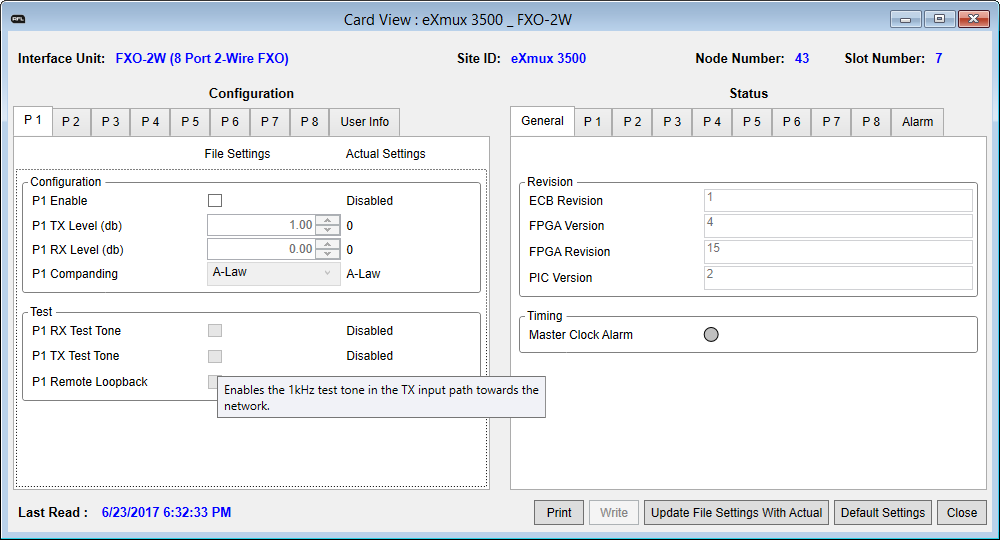 RFL
Card View : eXmux 3500 _ FXO-2W
Interface Unit: FXO-2W (8 Port 2-Wire FXO) Site ID: eXmux 3500 Node Number: 43 Slot Number: 7
Configuration
P 1 P 2 P 3 P 4 P 5 P 6 P 7 P 8 User Info
File Settings Actual Settings
Configuration
P1 Enable Disabled
P1 TX Level (db) 1.00 0
P1 RX Level (db) 0.00 0
P1 Companding A-Law A-Law
Test
P1 RX Test Tone Disabled
P1 TX Test Tone Disabled
P1 Remote Loopback
Enables the 1kHz test tone in the TX input path towards the
network.
Status
General P 1 P 2 P 3 P 4 P 5 P 6 P 7 P 8 Alarm
Revision
ECB Revision 1
FPGA Version 4
FPGA Revision 15
PIC Version 2
Timing
Master Clock Alarm
Last Read : 6/23/2017 6:32:33 PM
Print Write Update File Settings With Actual Default Settings Close